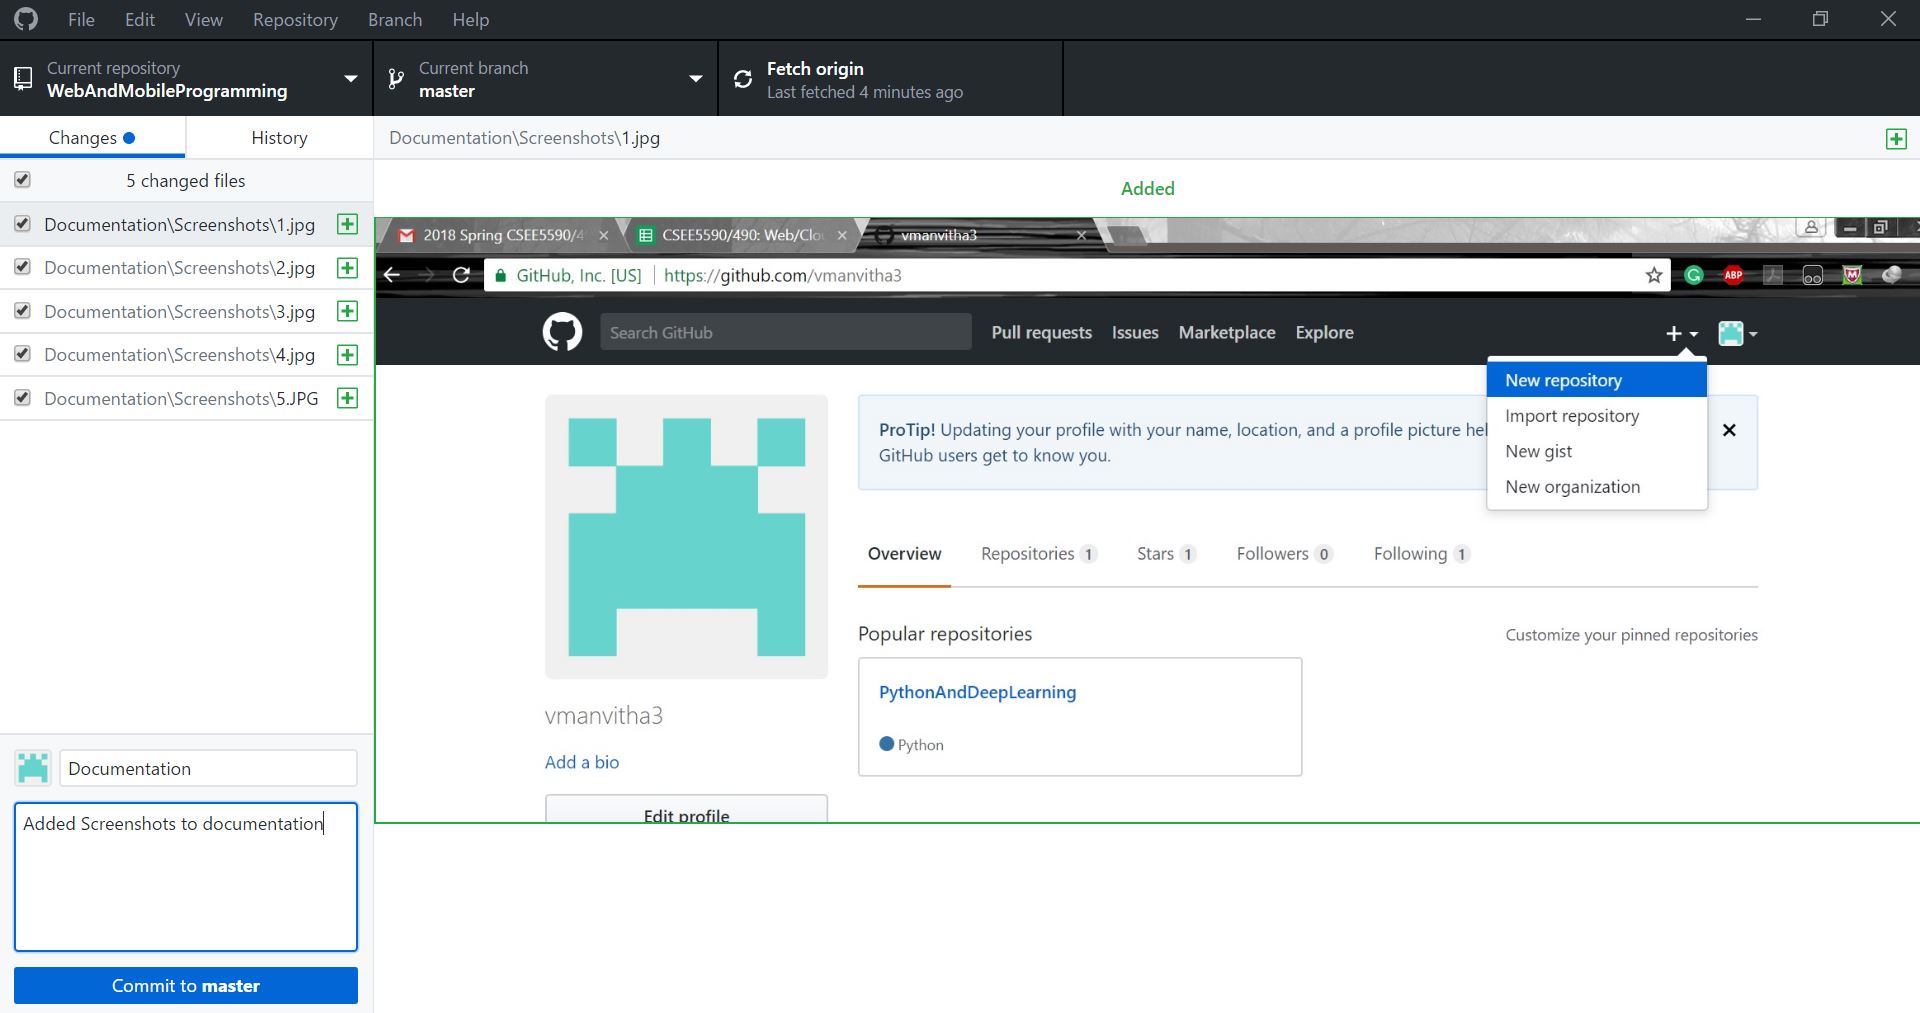 File Edit View Repository Branch Help
Current repository
WebAndMobileProgramming
Current branch
master
Fetch origin
Last fetched 4 minutes ago
Changes History
5 changed files
Documentation\Screenshots\1.jpg
Documentation\Screenshots\2.jpg
Documentation\Screenshots\3.jpg
Documentation\Screenshots\4.jpg
Documentation\Screenshots\5.JPG
Documentation
Added Screenshots to documentation
Commit to master
Documentation\Screenshots\1.jpg
Added
2018 Spring CSEE5590/4 CSEE5590/490: Web/Clou vmanvitha3
GitHub, Inc. [US] https://github.com/vmanvitha3
ABP
Search GitHub Pull requests Issues Marketplace Explore
New repository
Import repository
New gist
New organization
ProTip! Updating your profile with your name, location, and a profile picture hel
GitHub users get to know you.
Overview Repositories 1 Stars 1 Followers 0 Following 1
Popular repositories Customize your pinned repositories
PythonAndDeepLearning
Python
vmanvitha3
Add a bio
Edit profile